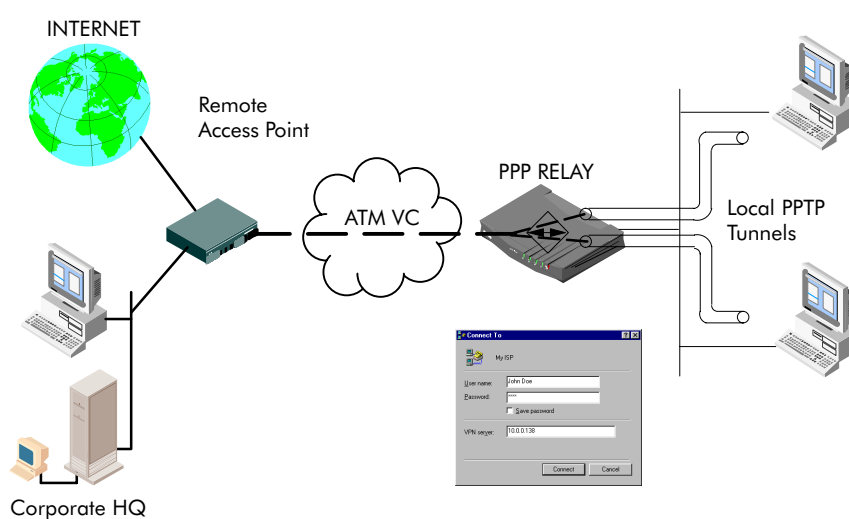 INTERNET
Remote
Access Point
PPP RELAY
ATM VC
Local PPTP
Tunnels
Connect To
My ISP
User name:
John Doe
Password:
****
Save password
VPN server:
10.0.0.138
Connect
Cancel
Corporate HQ